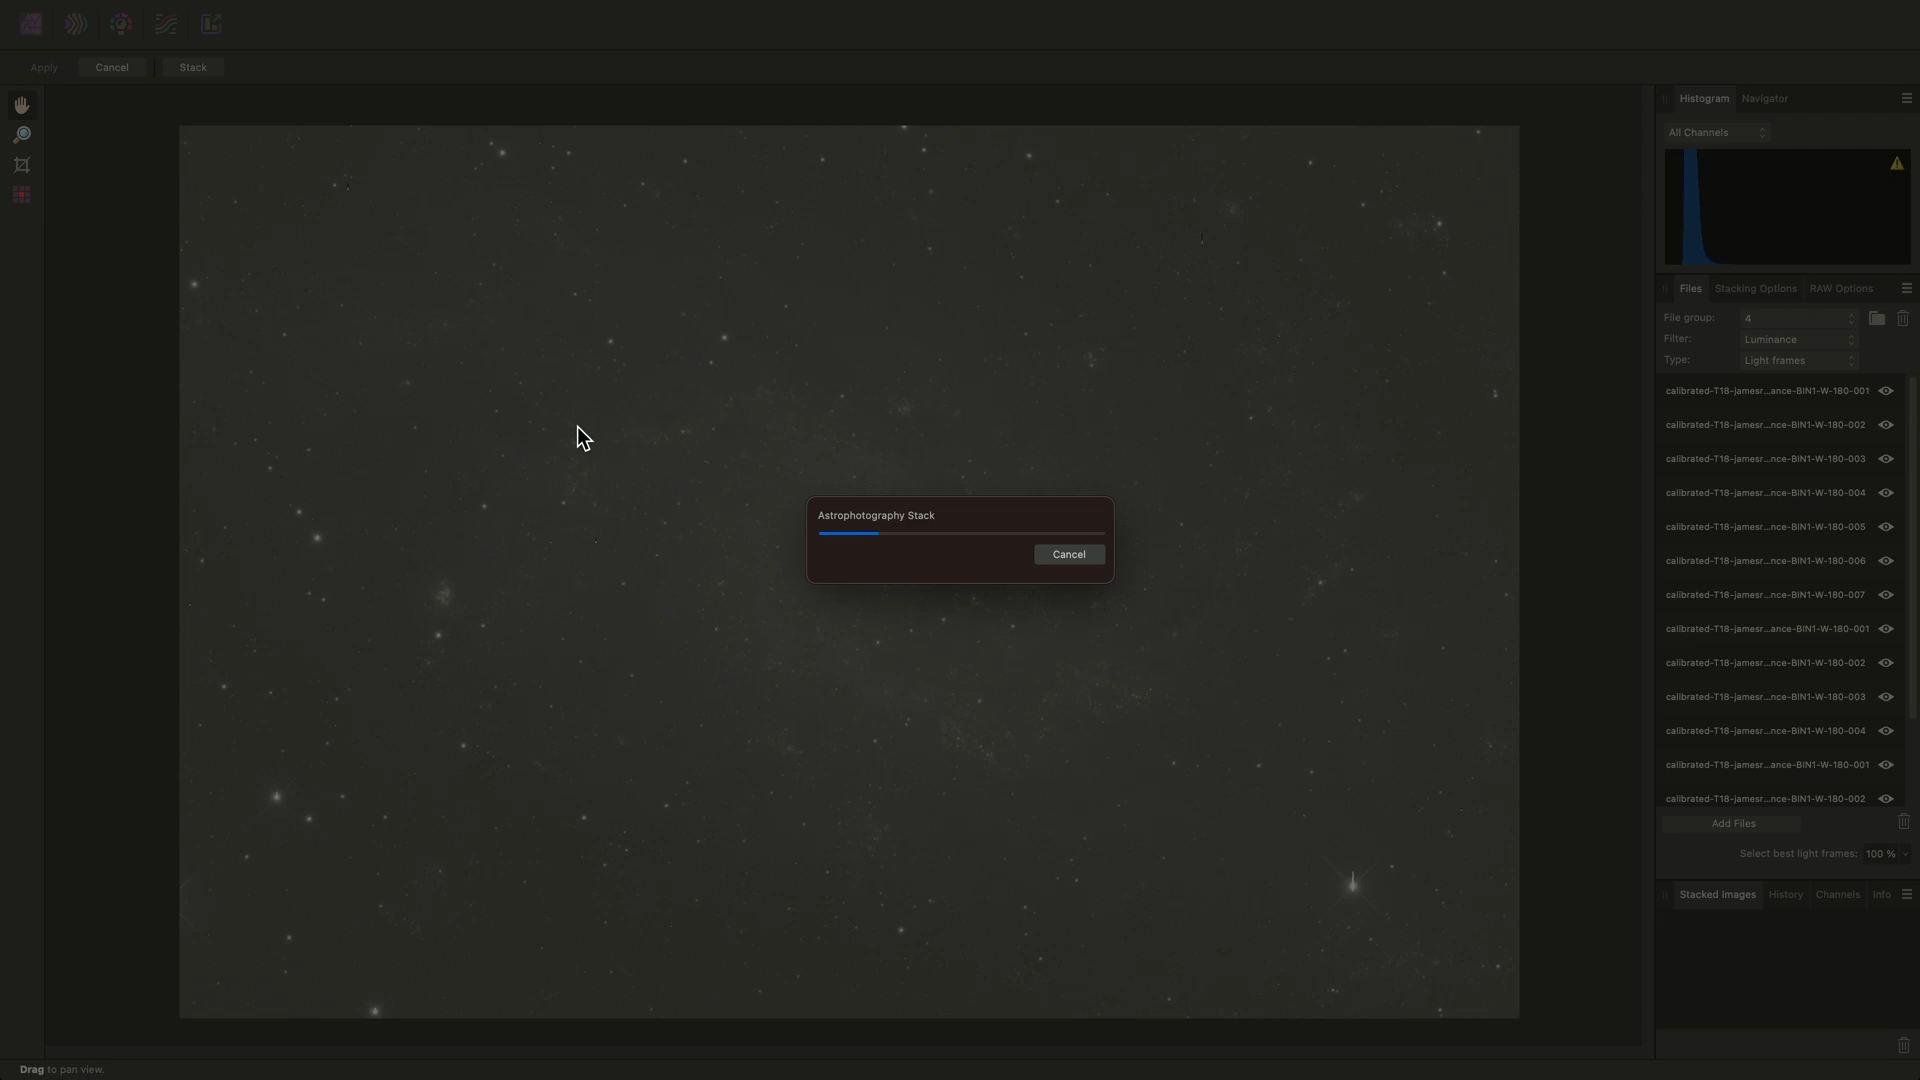 Apply
Cancel
Stack
Histogram
Navigator
All Channels
Files
Stacking Options
RAW Options
File group:
4
Filter:
Luminance
Type:
Light frames
calibrated-T18-jamesr...ance-BIN1-W-180-001
calibrated-T18-jamesr...nce-BIN1-W-180-002
calibrated-T18-jamesr...nce-BIN1-W-180-003
calibrated-T18-jamesr...nce-BIN1-W-180-004
calibrated-T18-jamesr...nce-BIN1-W-180-005
calibrated-T18-jamesr...nce-BIN1-W-180-006
calibrated-T18-jamesr...nce-BIN1-W-180-007
calibrated-T18-jamesr...ance-BIN1-W-180-001
calibrated-T18-jamesr...nce-BIN1-W-180-002
calibrated-T18-jamesr...nce-BIN1-W-180-003
calibrated-T18-jamesr...nce-BIN1-W-180-004
calibrated-T18-jamesr...ance-BIN1-W-180-001
calibrated-T18-jamesr...nce-BIN1-W-180-002
Add Files
Select best light frames: 100 %
Stacked Images
History
Channels
Info
Astrophotography Stack
Cancel
Drag to pan view.